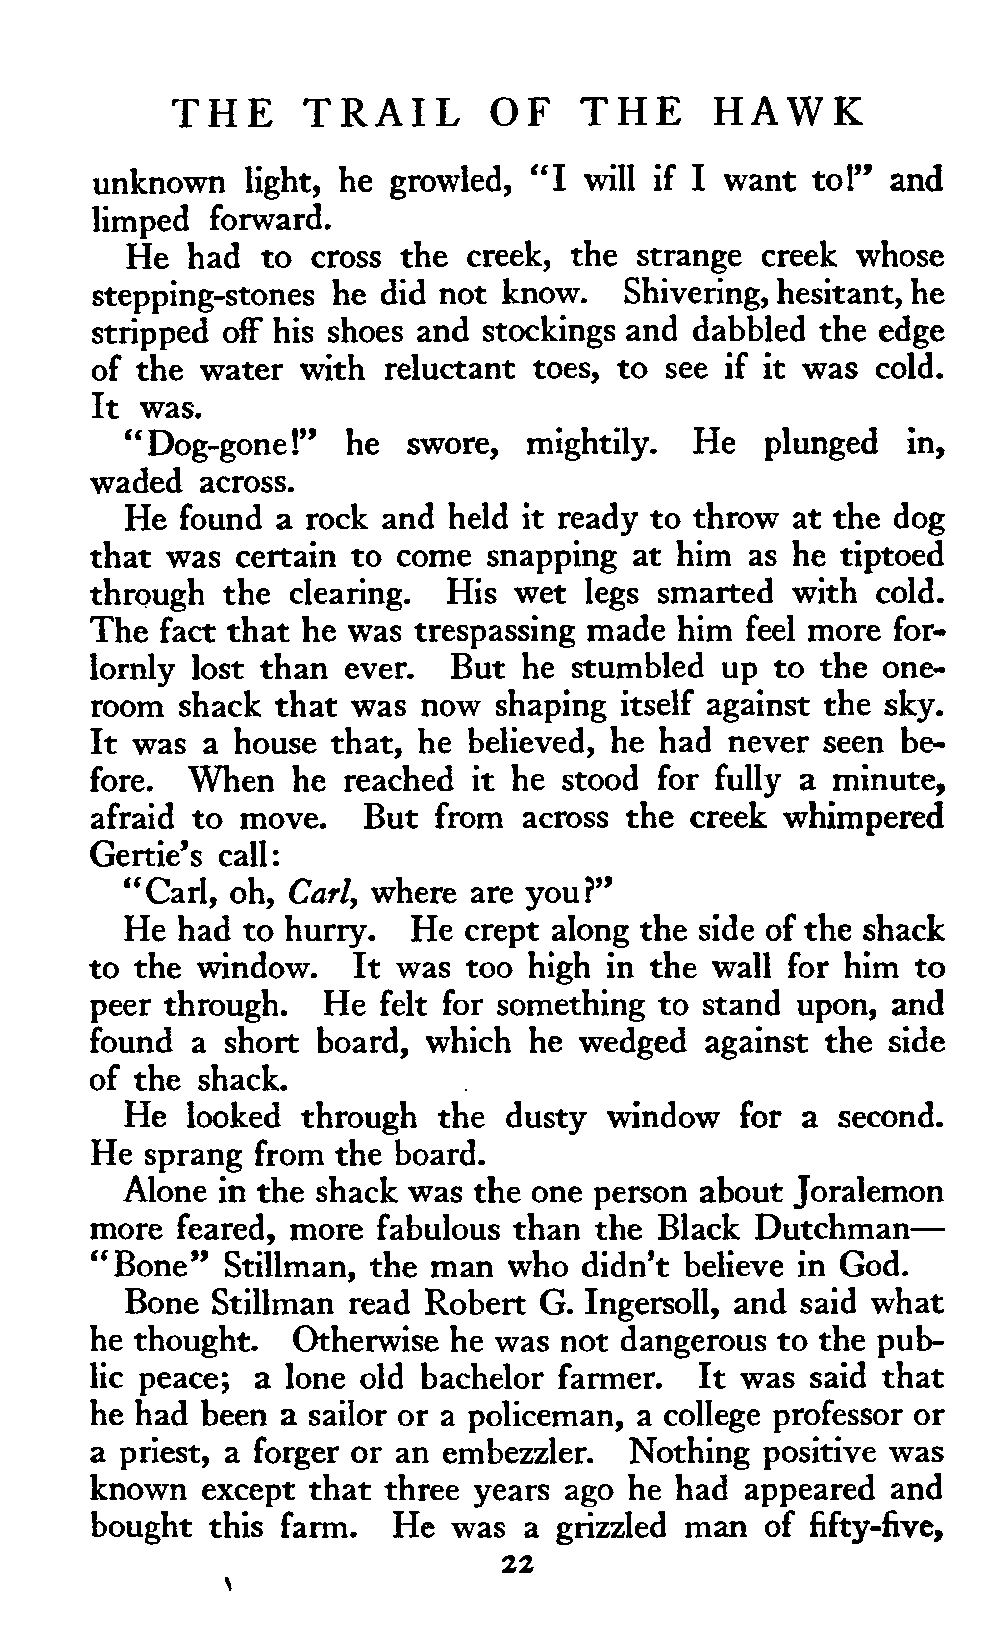 THE TRAIL OF THE HAWK
unknown light, he growled, “I will if I want to!” and
limped forward.
He had to cross the creek, the strange creek whose
stepping-stones he did not know. Shivering, hesitant, he
stripped off his shoes and stockings and dabbled the edge
of the water with reluctant toes, to see if it was cold.
It was.
“Dog-gone!” he swore, mightily. He plunged in,
waded across.
He found a rock and held it ready to throw at the dog
that was certain to come snapping at him as he tiptoed
through the clearing. His wet legs smarted with cold.
The fact that he was trespassing made him feel more for-
lornly lost than ever. But he stumbled up to the one-
room shack that was now shaping itself against the sky.
It was a house that, he believed, he had never seen be-
fore. When he reached it he stood for fully a minute,
afraid to move. But from across the creek whimpered
Gertie’s call:
“Carl, oh, Carl, where are you?”
He had to hurry. He crept along the side of the shack
to the window. It was too high in the wall for him to
peer through. He felt for something to stand upon, and
found a short board, which he wedged against the side
of the shack.
He looked through the dusty window for a second.
He sprang from the board.
Alone in the shack was the one person about Joralemon
more feared, more fabulous than the Black Dutchman—
“Bone” Stillman, the man who didn’t believe in God.
Bone Stillman read Robert G. Ingersoll, and said what
he thought. Otherwise he was not dangerous to the pub-
lic peace; a lone old bachelor farmer. It was said that
he had been a sailor or a policeman, a college professor or
a priest, a forger or an embezzler. Nothing positive was
known except that three years ago he had appeared and
bought this farm. He was a grizzled man of fifty-five,
22